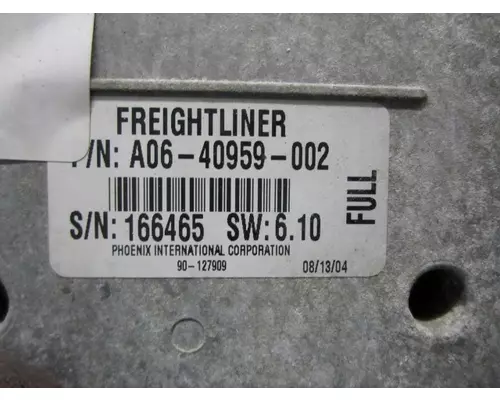 FREIGHTLINER
/N: A06-40959-002
S/N: 166465 SW: 6.10
PHOENIX INTERNATIONAL CORPORATION
90-127909 08/13/04
FULL